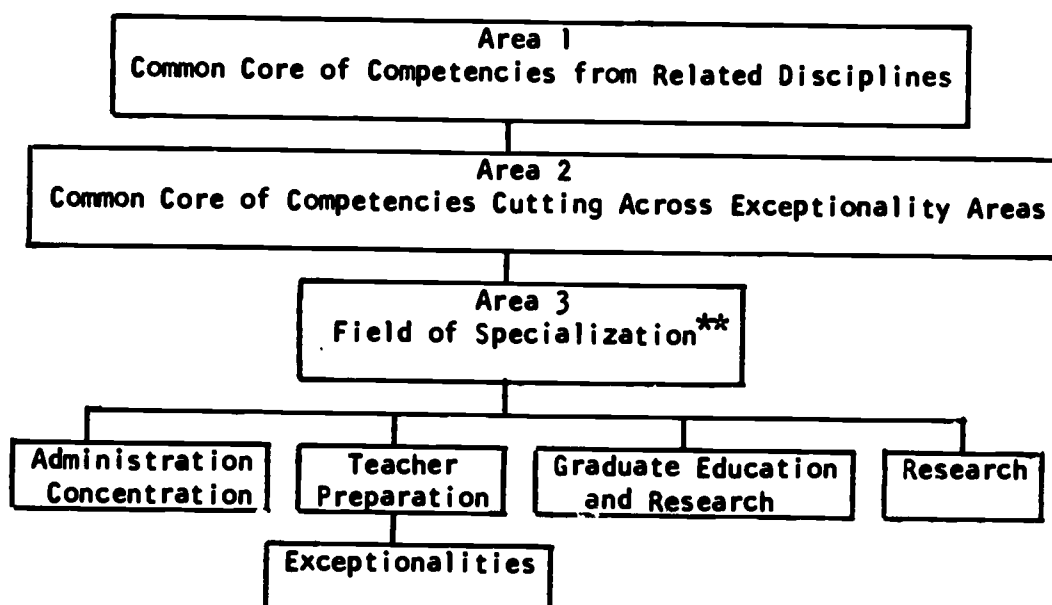 Area 1
Common Core of Competencies from Related Disciplines
Area 2
Common Core of Competencies Cutting Across Exceptionality Areas
Area 3
Field of Specialization**
Administration
Concentration
Teacher
Preparation
Graduate Education
and Research
Research
Exceptionalities